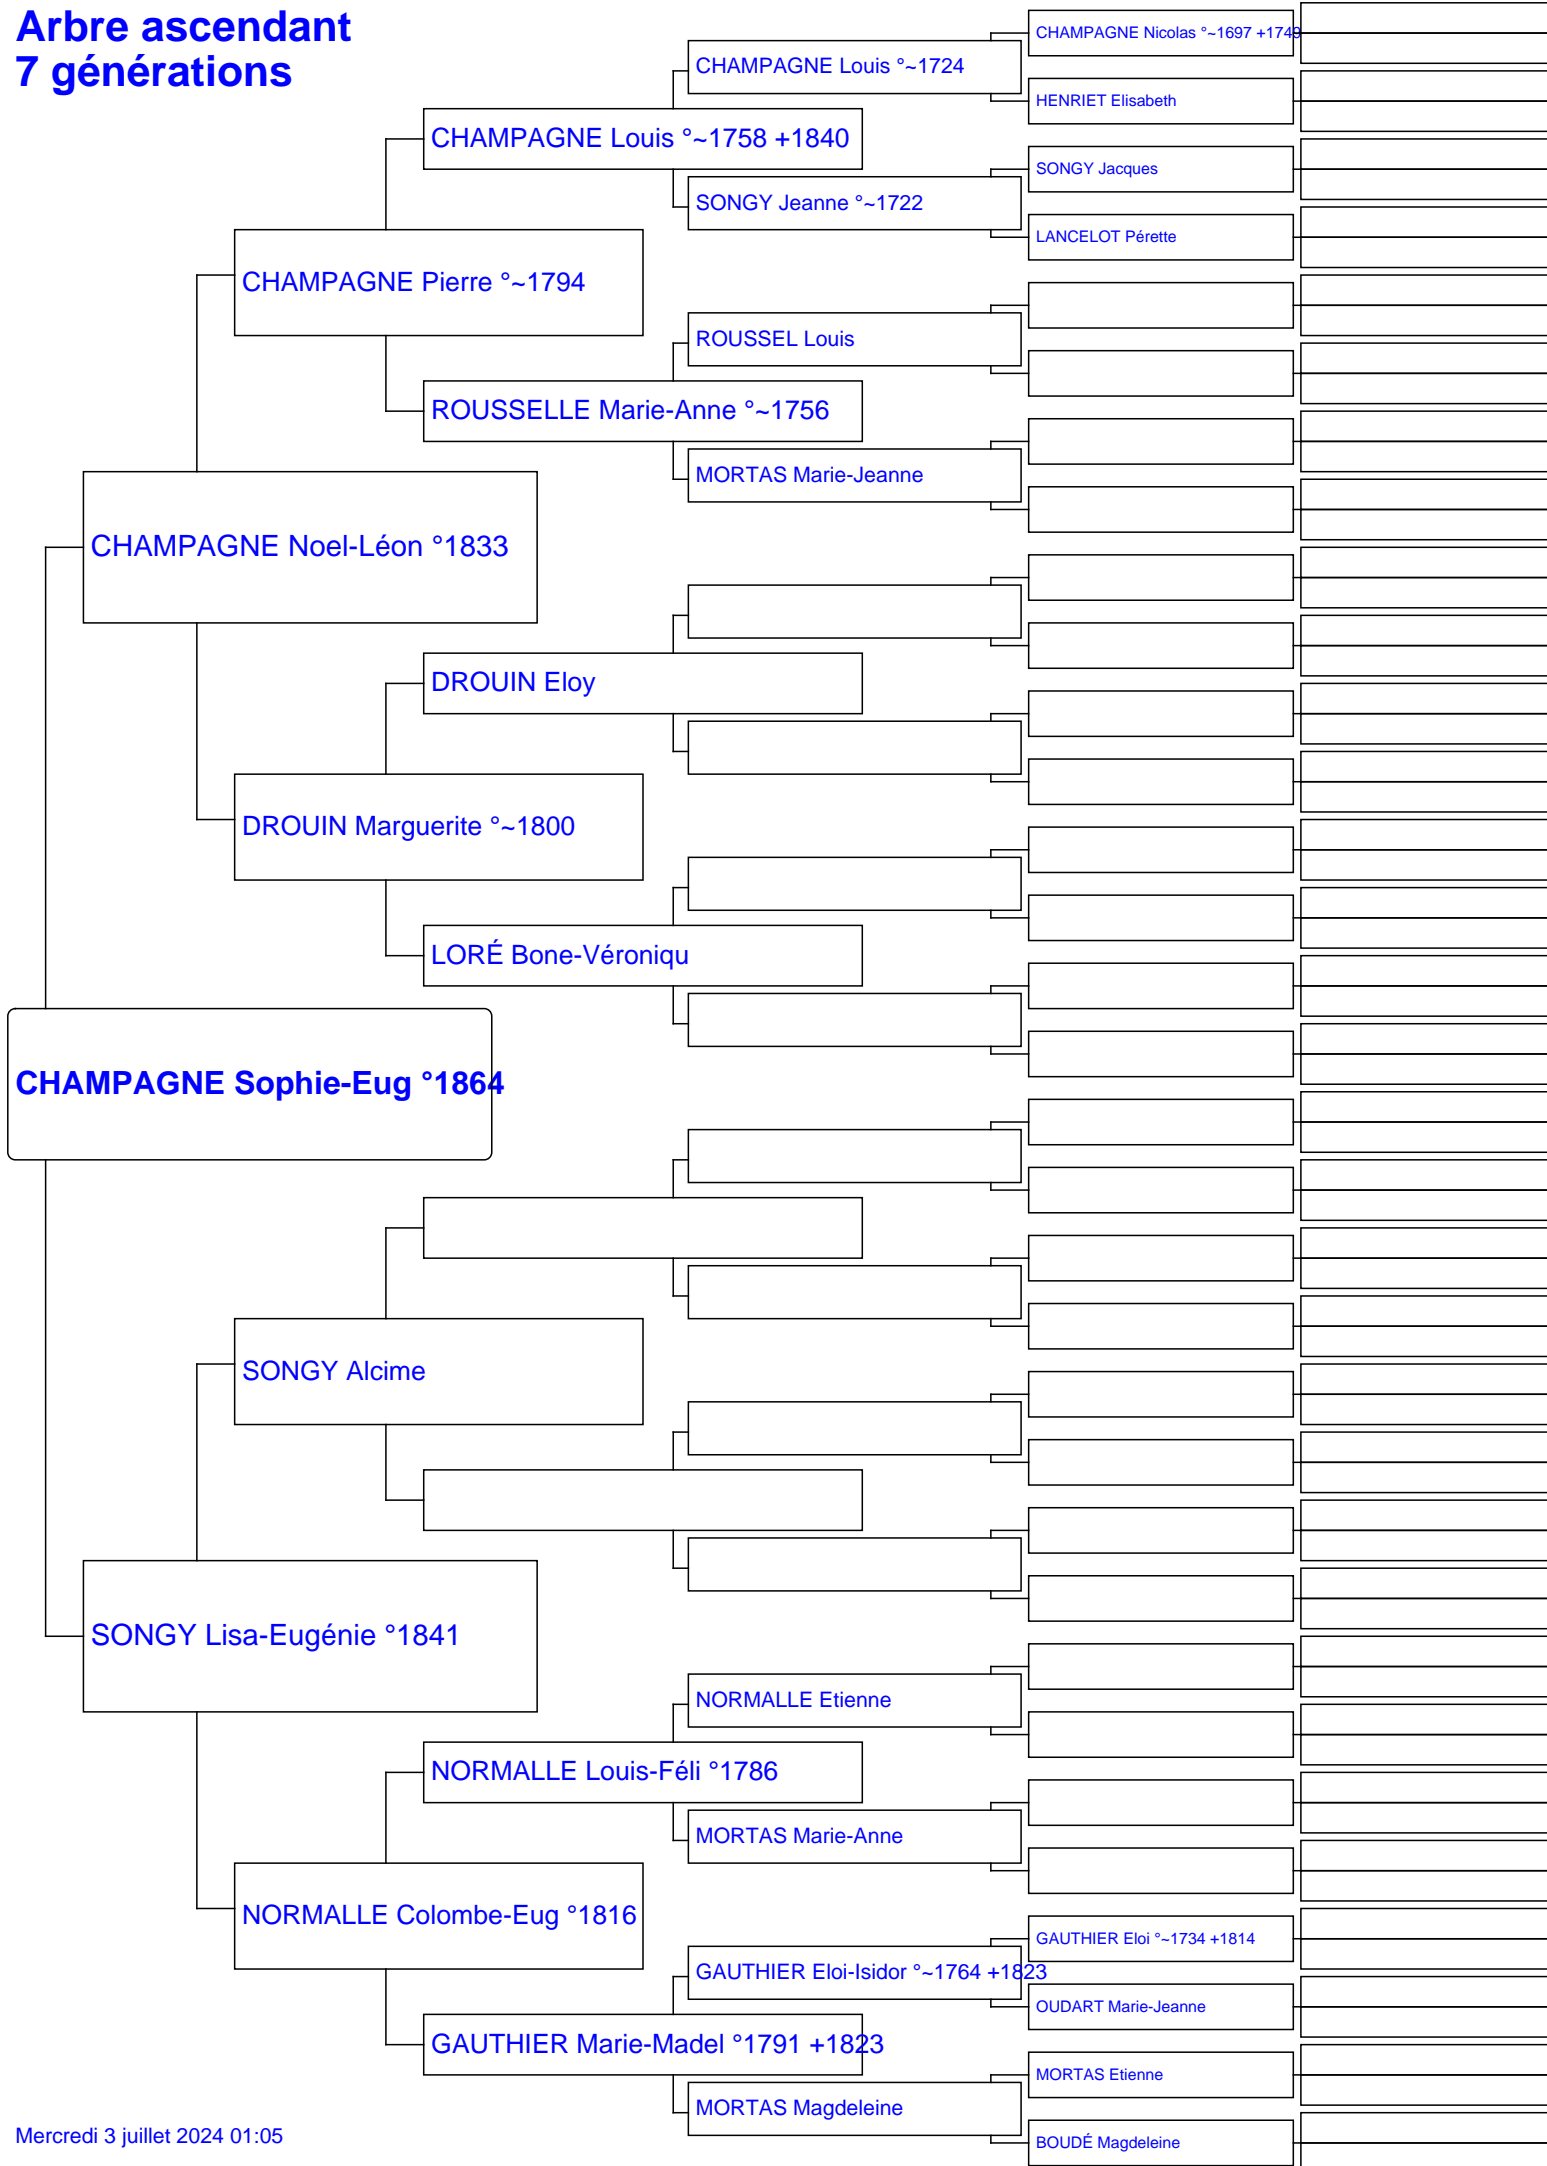 Arbre ascendant
7 générations
CHAMPAGNE Nicolas °~1697 +1749
CHAMPAGNE Louis °~1724
HENRIET Elisabeth
CHAMPAGNE Louis °~1758 +1840
SONGY Jacques
SONGY Jeanne °~1722
LANCELOT Pérette
CHAMPAGNE Pierre °~1794
ROUSSEL Louis
ROUSSELLE Marie-Anne °~1756
MORTAS Marie-Jeanne
CHAMPAGNE Noel-Léon °1833
DROUIN Eloy
DROUIN Marguerite °~1800
LORÉ Bone-Véroniqu
CHAMPAGNE Sophie-Eug °1864
SONGY Alcime
SONGY Lisa-Eugénie °1841
NORMALLE Etienne
NORMALLE Louis-Féli °1786
MORTAS Marie-Anne
NORMALLE Colombe-Eug °1816
GAUTHIER Eloi °~1734 +1814
GAUTHIER Eloi-Isidor °~1764 +1823
OUDART Marie-Jeanne
GAUTHIER Marie-Madel °1791 +1823
MORTAS Etienne
MORTAS Magdeleine
BOUDÉ Magdeleine
Mercredi 3 juillet 2024 01:05